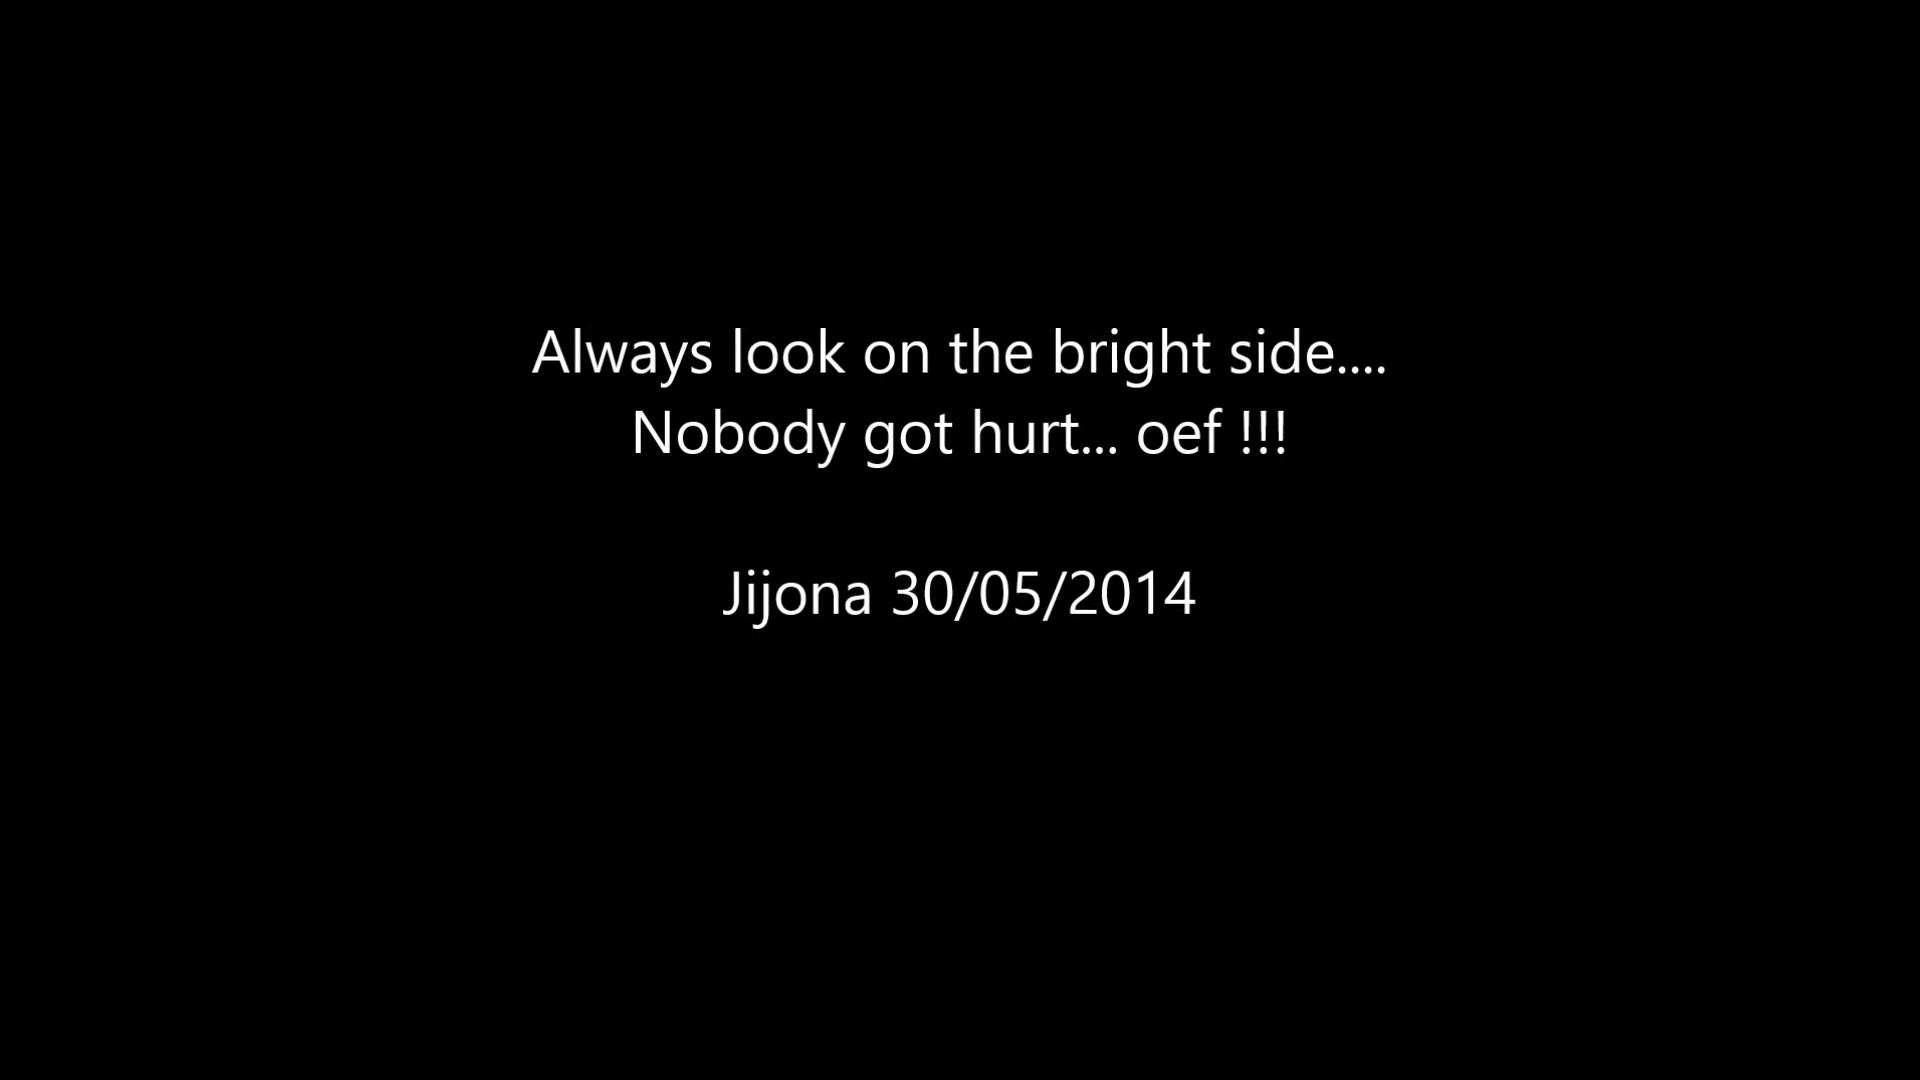 Always look on the bright side....
Nobody got hurt... oef !!!
Jijona 30/05/2014